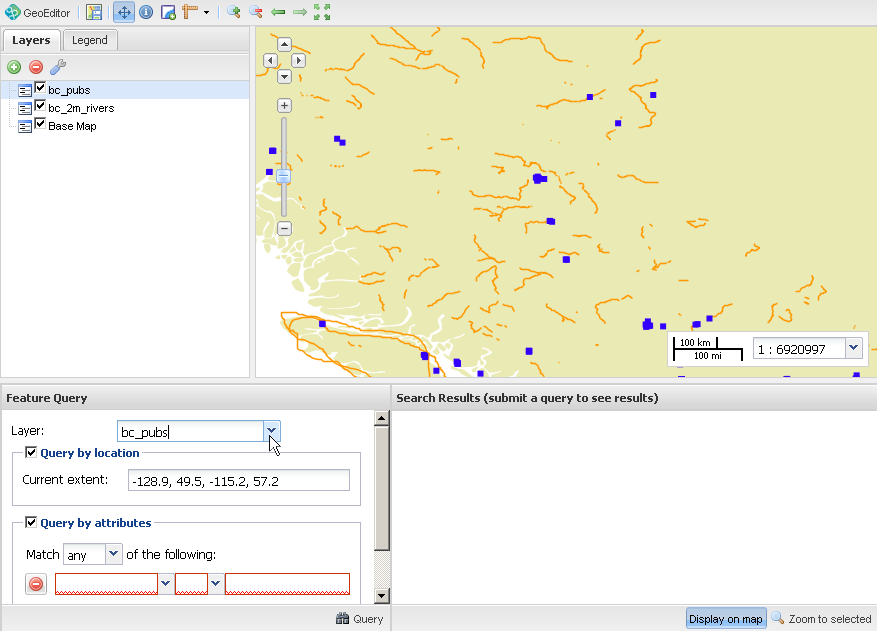 GeoEditor
Layers
Legend
bc_pubs
bc_2m_rivers
Base Map
100 km
100 mi
1 : 6920997
Feature Query
Search Results (submit a query to see results)
Layer:
bc_pubs
Query by location
Current extent:
-128.9, 49.5, -115.2, 57.2
Query by attributes
Match any of the following:
Query
Display on map
Zoom to selected